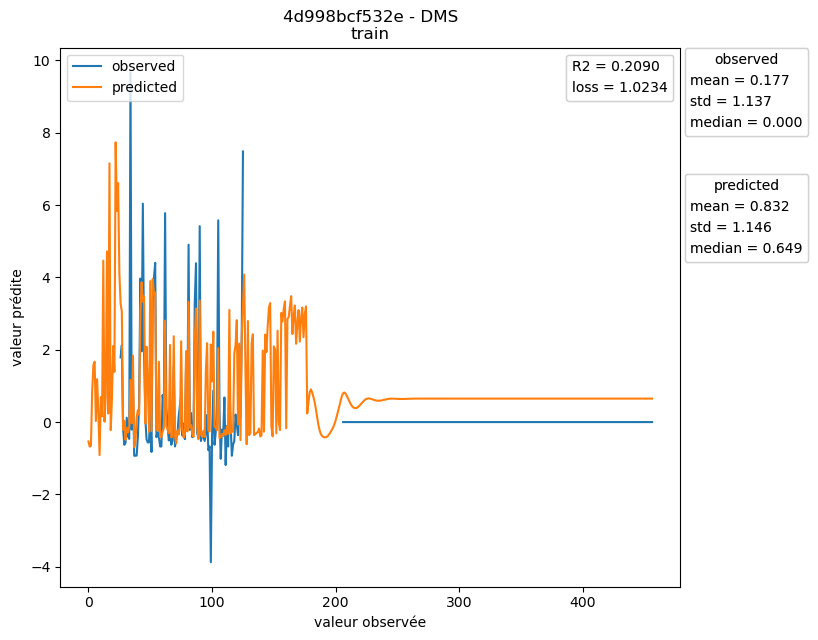 4d998bcf532e - DMS
train
observed
predicted
R2 = 0.2090
loss = 1.0234
observed
mean = 0.177
std = 1.137
median = 0.000
predicted
mean = 0.832
std = 1.146
median = 0.649
10
8
6
4
2
0
−2
−4
valeur prédite
0
100
200
300
400
valeur observée